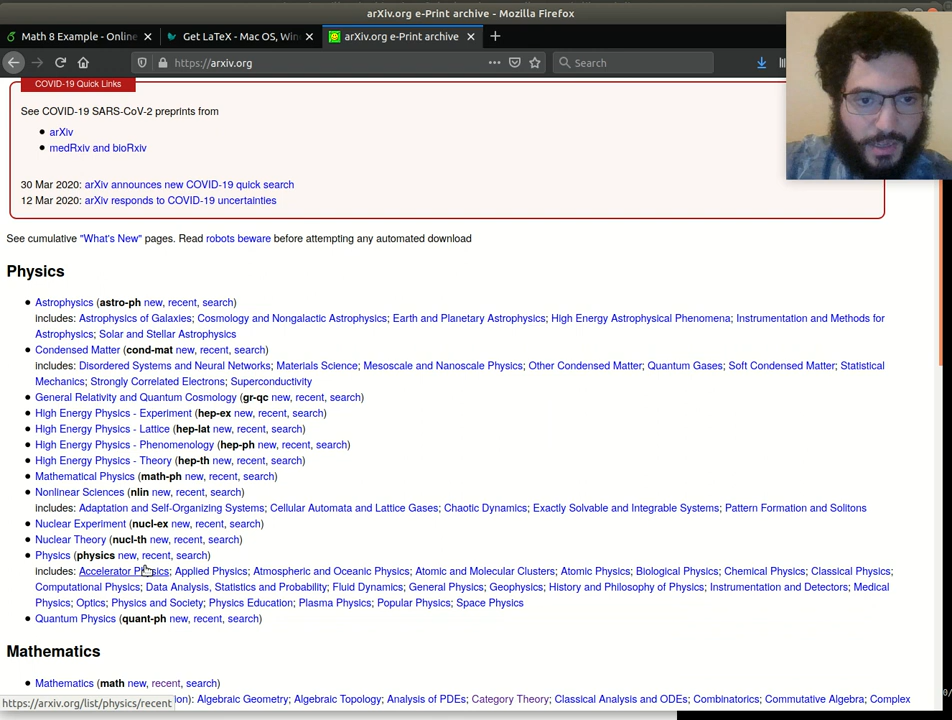 arXiv.org e-Print archive - Mozilla Firefox
Math 8 Example - Online
Get LaTeX - Mac OS, Win
arXiv.org e-Print archive
https://arxiv.org
Search
COVID-19 Quick Links
See COVID-19 SARS-CoV-2 preprints from
arXiv
medRxiv and bioRxiv
30 Mar 2020: arXiv announces new COVID-19 quick search
12 Mar 2020: arXiv responds to COVID-19 uncertainties
See cumulative "What's New" pages. Read robots beware before attempting any automated download
Physics
Astrophysics (astro-ph new, recent, search)
includes: Astrophysics of Galaxies; Cosmology and Nongalactic Astrophysics; Earth and Planetary Astrophysics; High Energy Astrophysical Phenomena; Instrumentation and Methods for
Astrophysics; Solar and Stellar Astrophysics
Condensed Matter (cond-mat new, recent, search)
includes: Disordered Systems and Neural Networks; Materials Science; Mesoscale and Nanoscale Physics; Other Condensed Matter; Quantum Gases; Soft Condensed Matter; Statistical
Mechanics; Strongly Correlated Electrons; Superconductivity
General Relativity and Quantum Cosmology (gr-qc new, recent, search)
High Energy Physics - Experiment (hep-ex new, recent, search)
High Energy Physics - Lattice (hep-lat new, recent, search)
High Energy Physics - Phenomenology (hep-ph new, recent, search)
High Energy Physics - Theory (hep-th new, recent, search)
Mathematical Physics (math-ph new, recent, search)
Nonlinear Sciences (nlin new, recent, search)
includes: Adaptation and Self-Organizing Systems; Cellular Automata and Lattice Gases; Chaotic Dynamics; Exactly Solvable and Integrable Systems; Pattern Formation and Solitons
Nuclear Experiment (nucl-ex new, recent, search)
Nuclear Theory (nucl-th new, recent, search)
Physics (physics new, recent, search)
includes: Accelerator Physics; Applied Physics; Atmospheric and Oceanic Physics; Atomic and Molecular Clusters; Atomic Physics; Biological Physics; Chemical Physics; Classical Physics;
Computational Physics; Data Analysis, Statistics and Probability; Fluid Dynamics; General Physics; Geophysics; History and Philosophy of Physics; Instrumentation and Detectors; Medical
Physics; Optics; Physics and Society; Physics Education; Plasma Physics; Popular Physics; Space Physics
Quantum Physics (quant-ph new, recent, search)
Mathematics
Mathematics (math new, recent, search)
https://arxiv.org/list/physics/recent
Algebraic Geometry; Algebraic Topology; Analysis of PDEs; Category Theory; Classical Analysis and ODEs; Combinatorics; Commutative Algebra; Complex